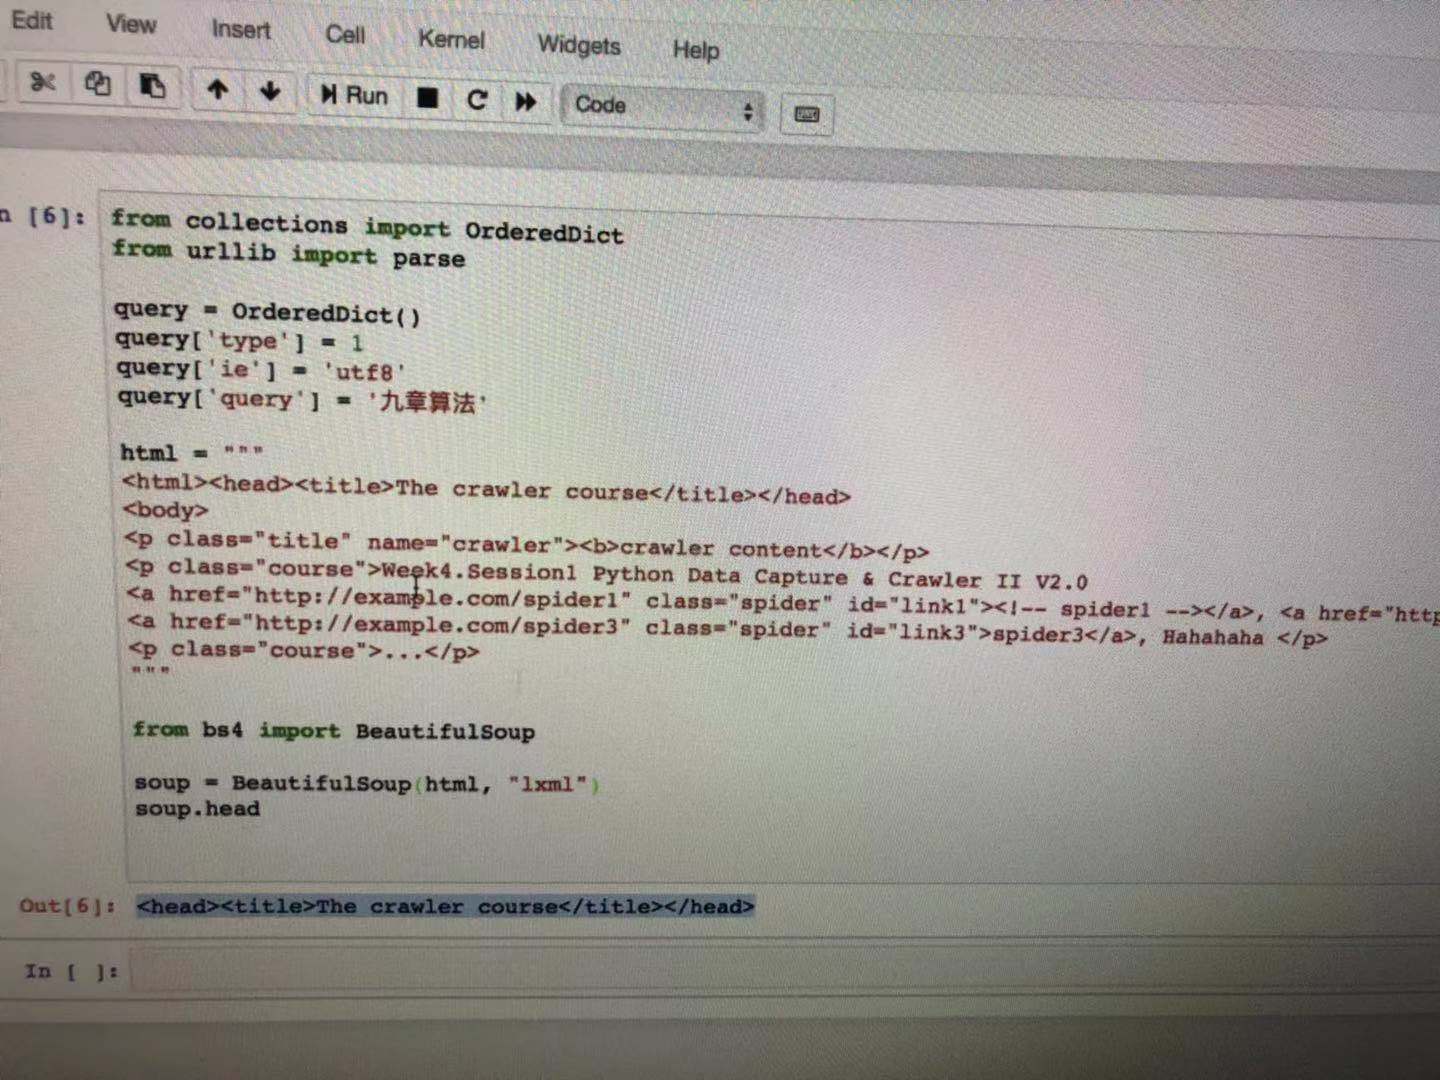 Edit View Insert Cell Kernel Widgets Help
Run Code
n [6]:
from collections import OrderedDict
from urllib import parse
query = OrderedDict()
query['type'] = 1
query['ie'] = 'utf8'
query['query'] = '九章算法'
html = """
<html><head><title>The crawler course</title></head>
<body>
<p class="title" name="crawler"><b>crawler content</b></p>
<p class="course">Week4.Session1 Python Data Capture & Crawler II V2.0
<a href="http://example.com/spider1" class="spider" id="link1"><!-- spider1 --></a>, <a href="http
<a href="http://example.com/spider3" class="spider" id="link3">spider3</a>, Hahahaha </p>
<p class="course">...</p>
"""
from bs4 import BeautifulSoup
soup = BeautifulSoup(html, "lxml")
soup.head
Out[6]: <head><title>The crawler course</title></head>
In [ ]: